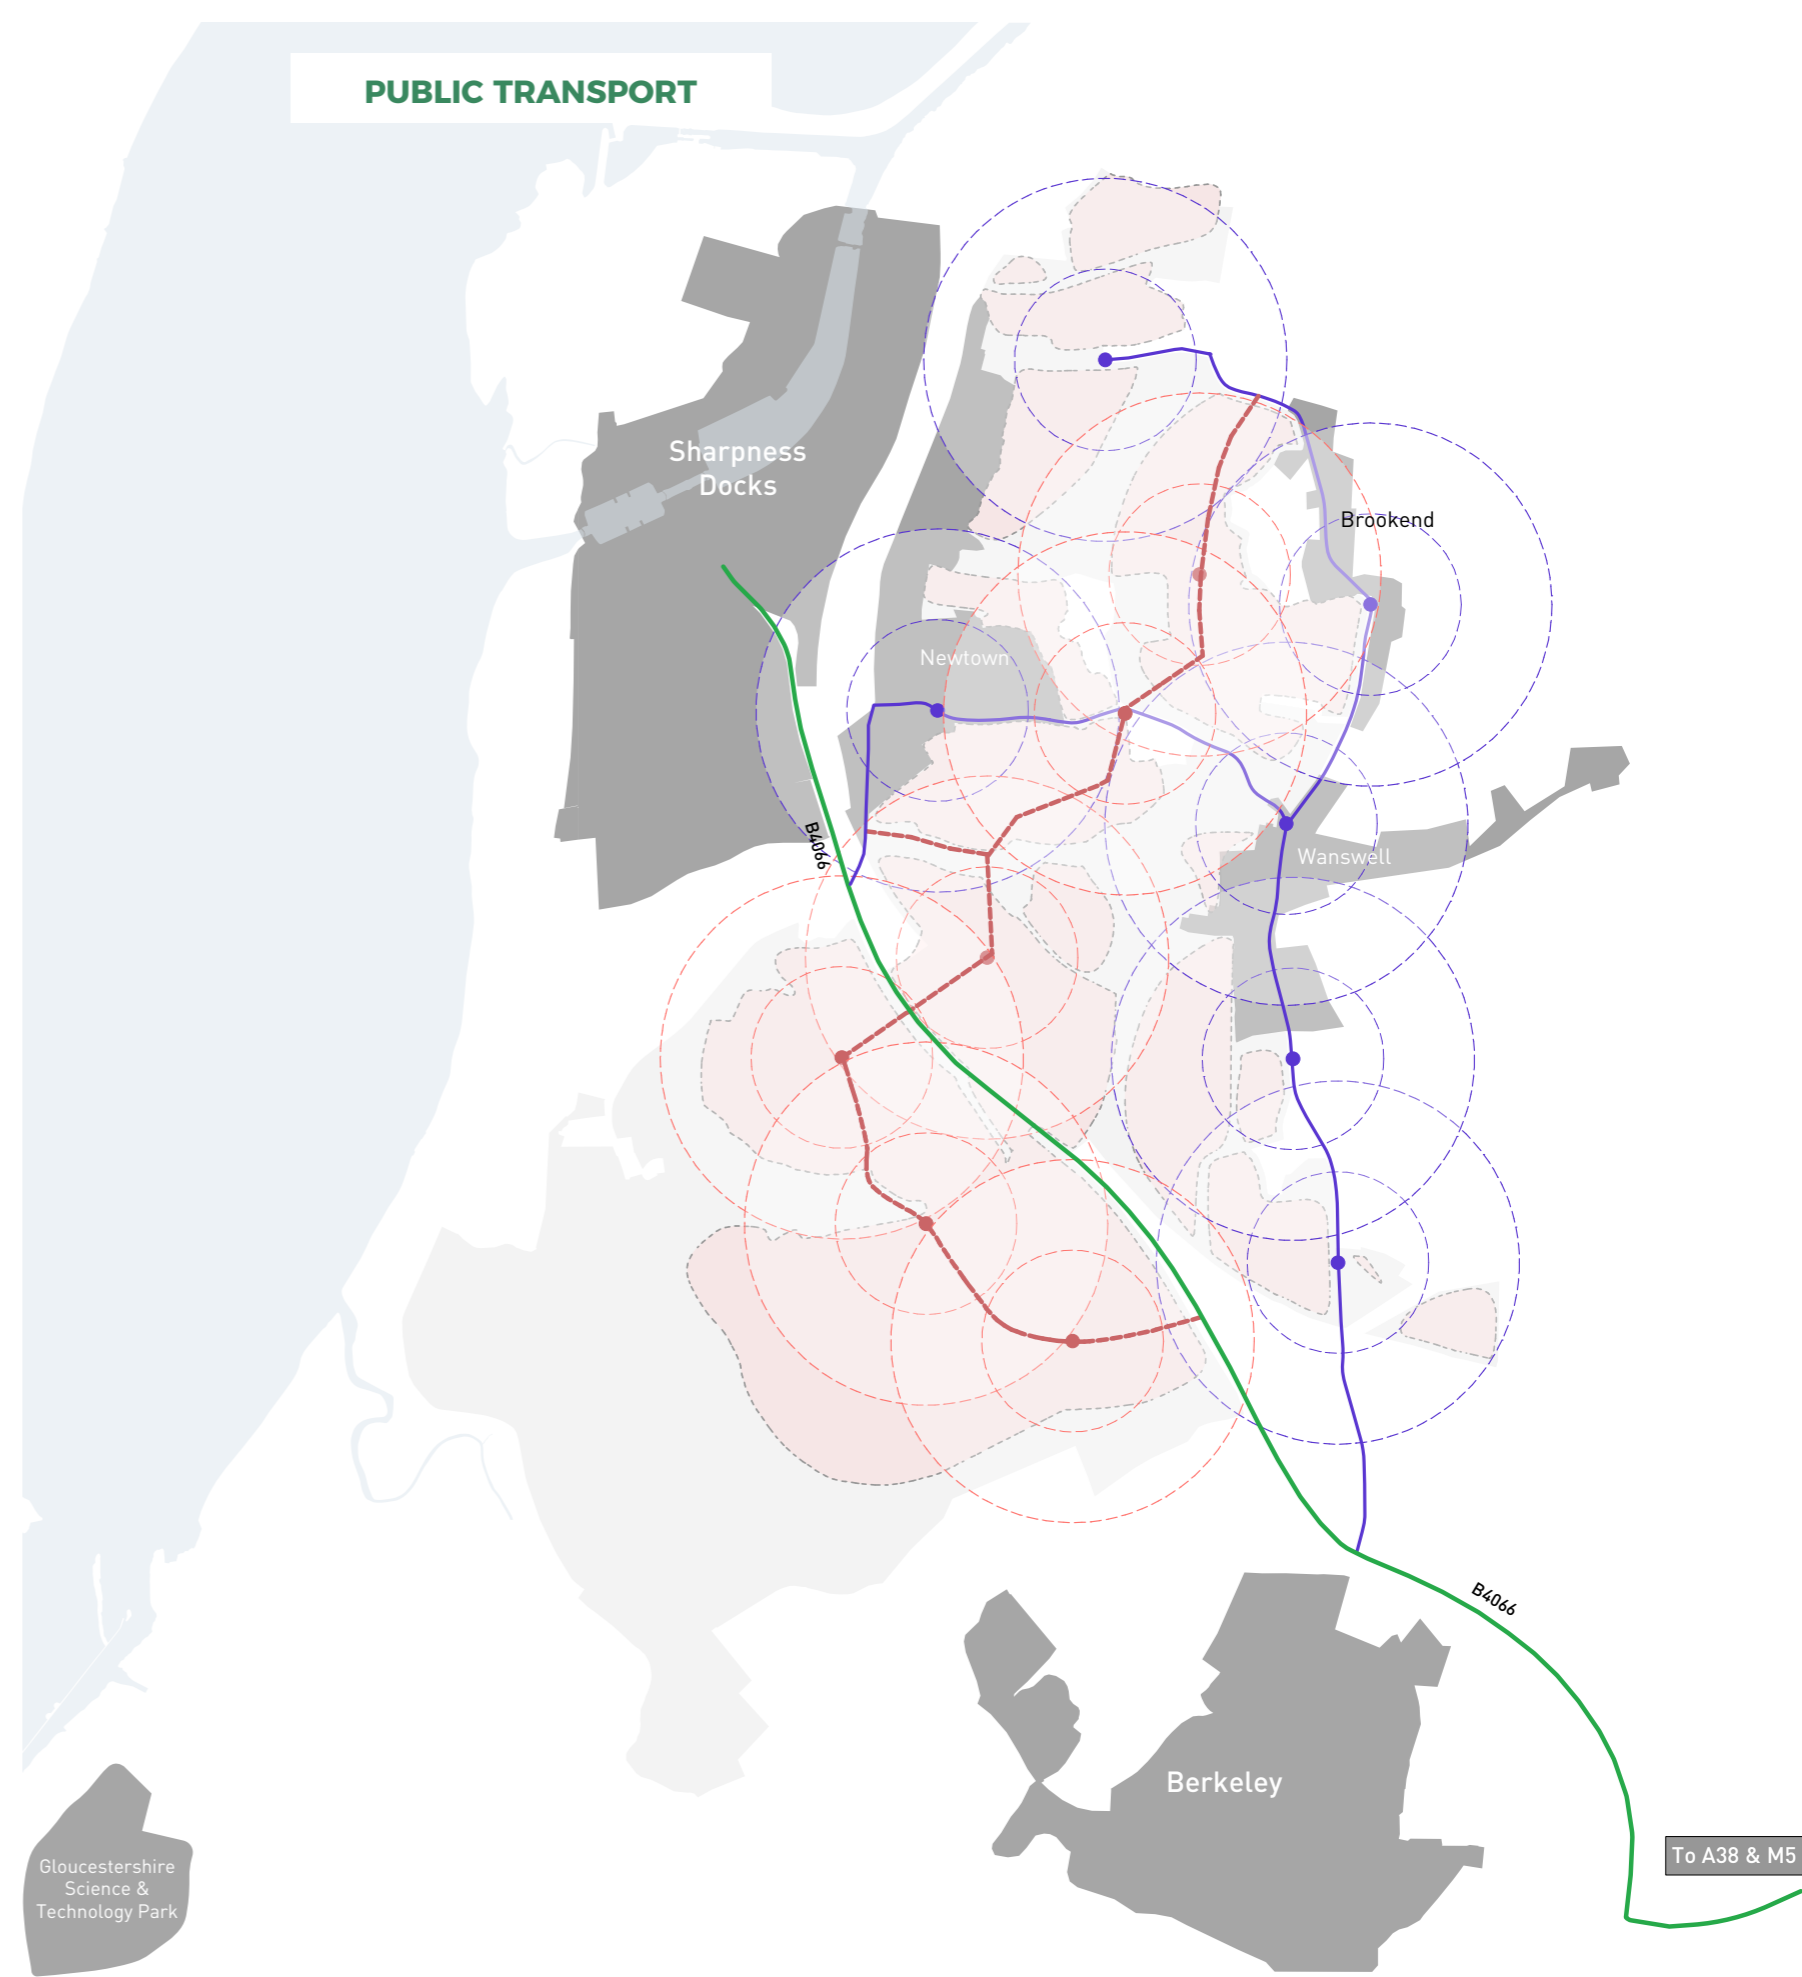 PUBLIC TRANSPORT
Sharpness
Docks
Brookend
Newtown
B4066
Wanswell
B4066
Berkeley
To A38 & M5
Gloucestershire
Science &
Technology Park